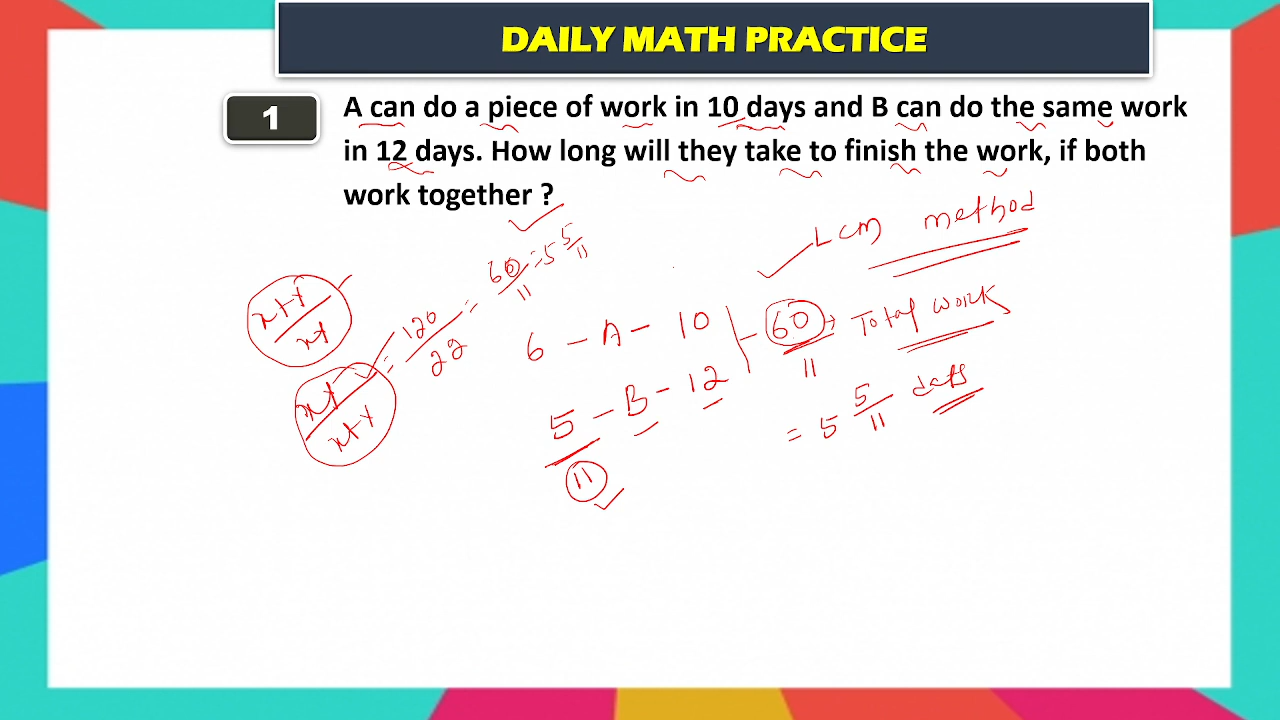 DAILY MATH PRACTICE
1
A can do a piece of work in 10 days and B can do the same work
in 12 days. How long will they take to finish the work, if both
work together ?
LCM method
x+y/xy
xy/x+y = 120/22 = 60/11 = 5 5/11
6 - A - 10
60 → Total work
11
5 - B - 12
= 5 5/11 days
11